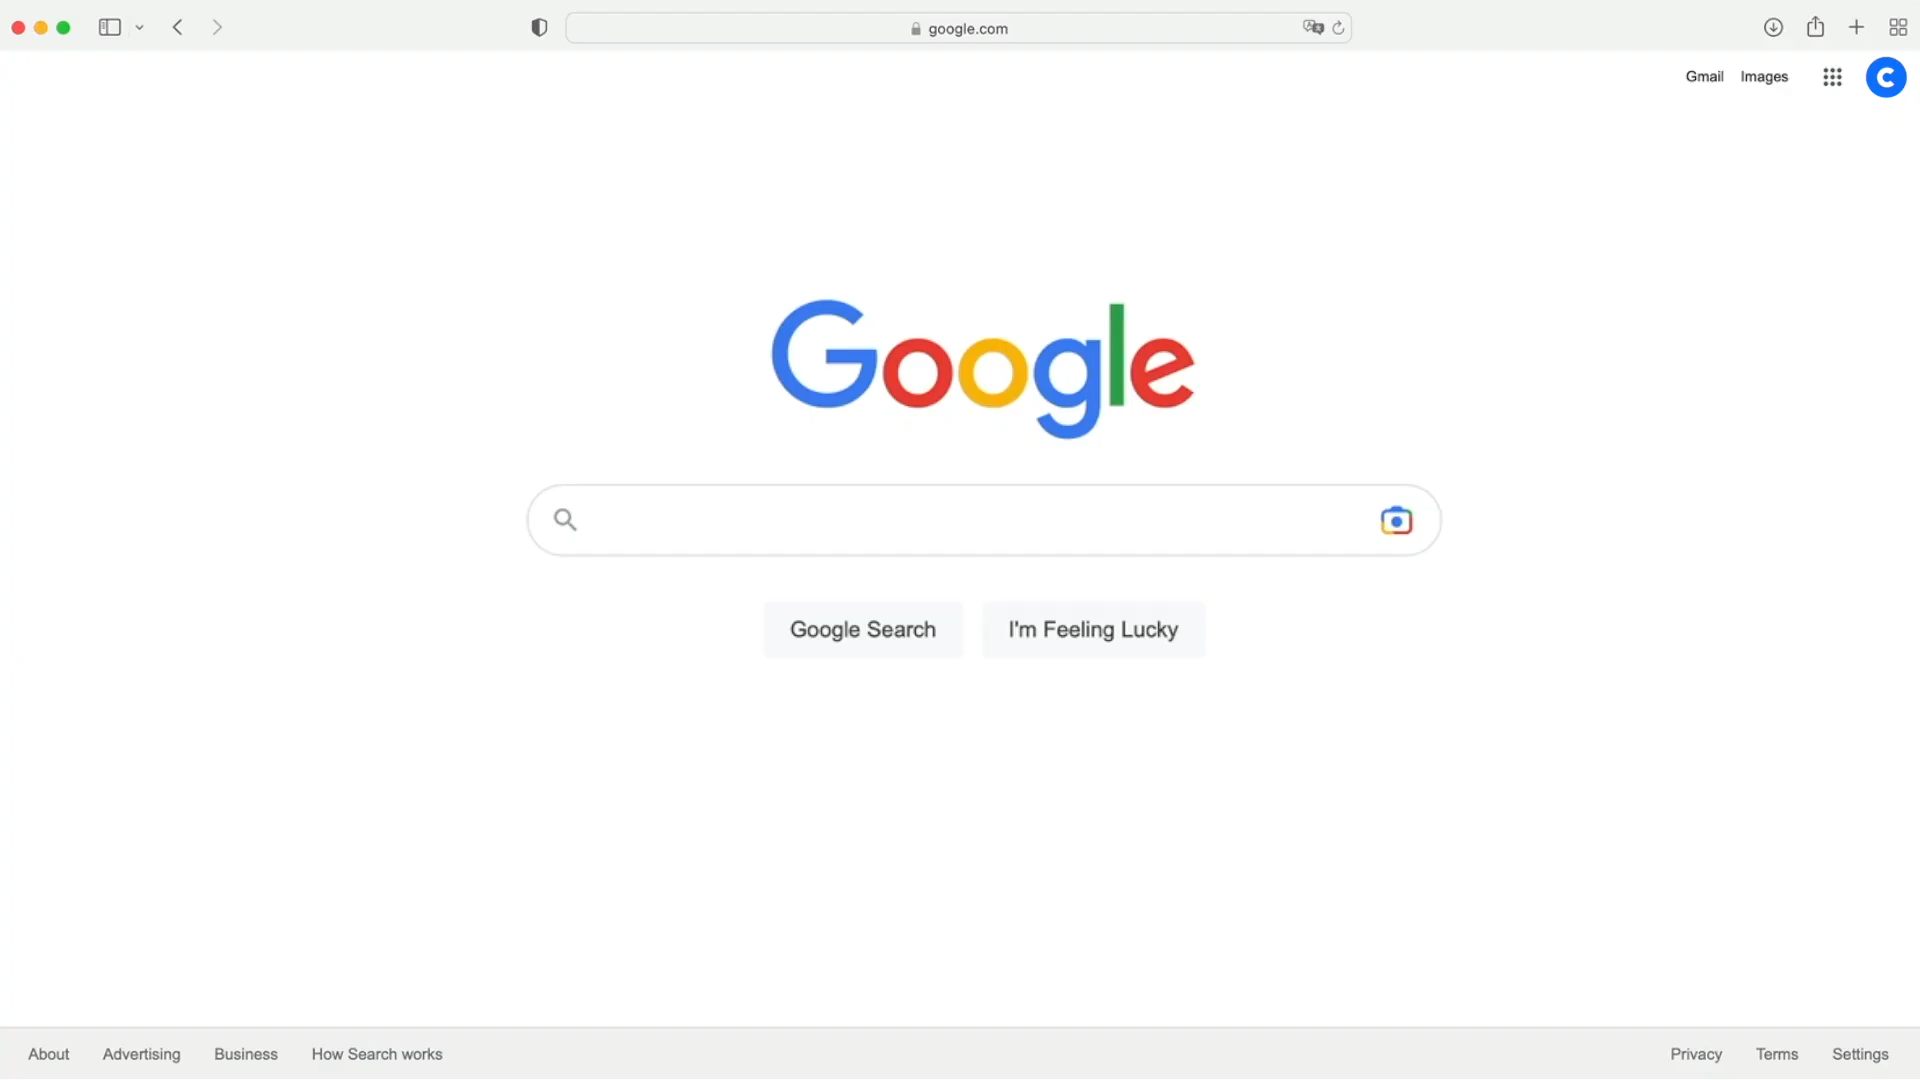 google.com
Gmail Images
C
Google
Google Search I'm Feeling Lucky
About Advertising Business How Search works Privacy Terms Settings